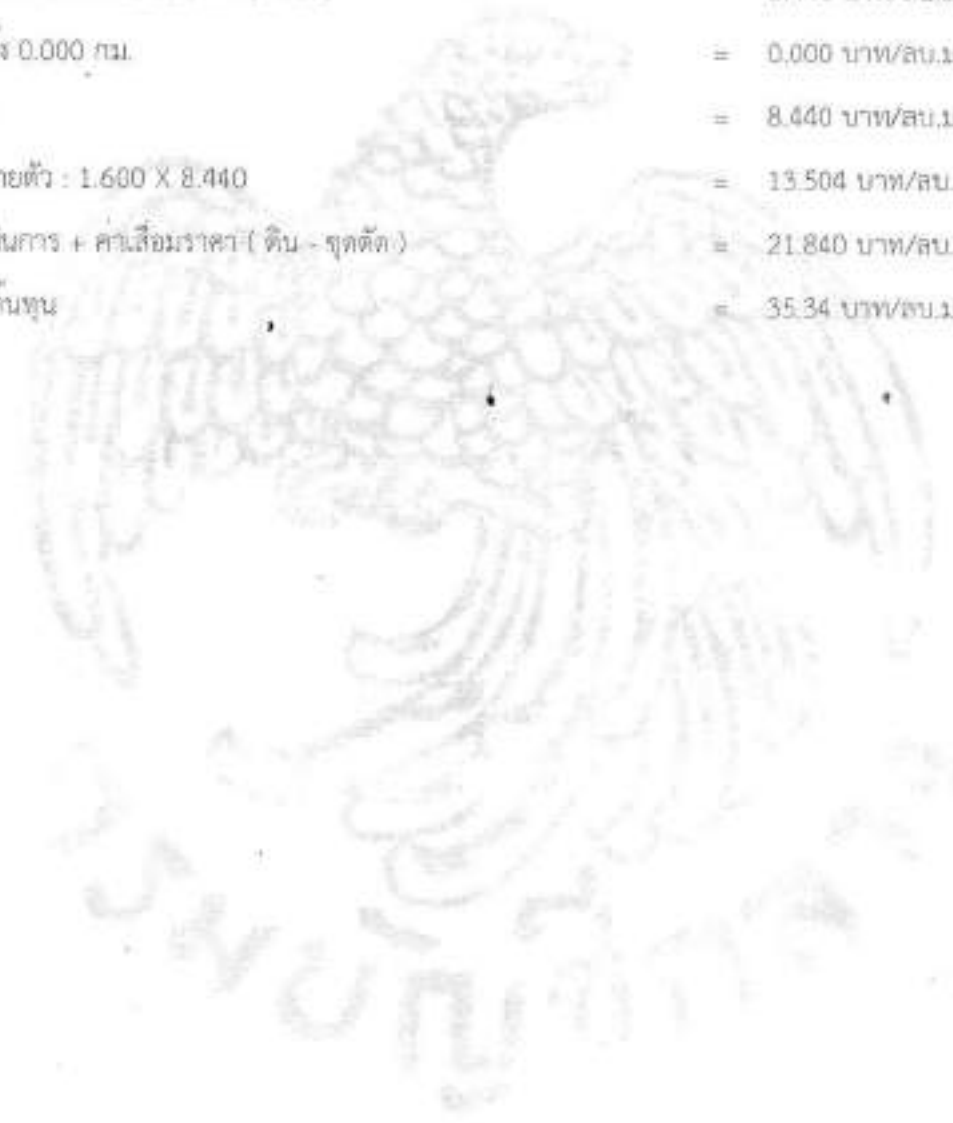 0.000 กม. = 0.000 บาท/ลบ.ม
= 8.440 บาท/ลบ.ม
ายตัว : 1.600 X 8.440 = 13.504 บาท/ลบ.
นการ + ค่าเสื่อมราคา ( ดิน - ขุดตัด ) = 21.840 บาท/ลบ.
้นทุน = 35.34 บาท/ลบ.ม